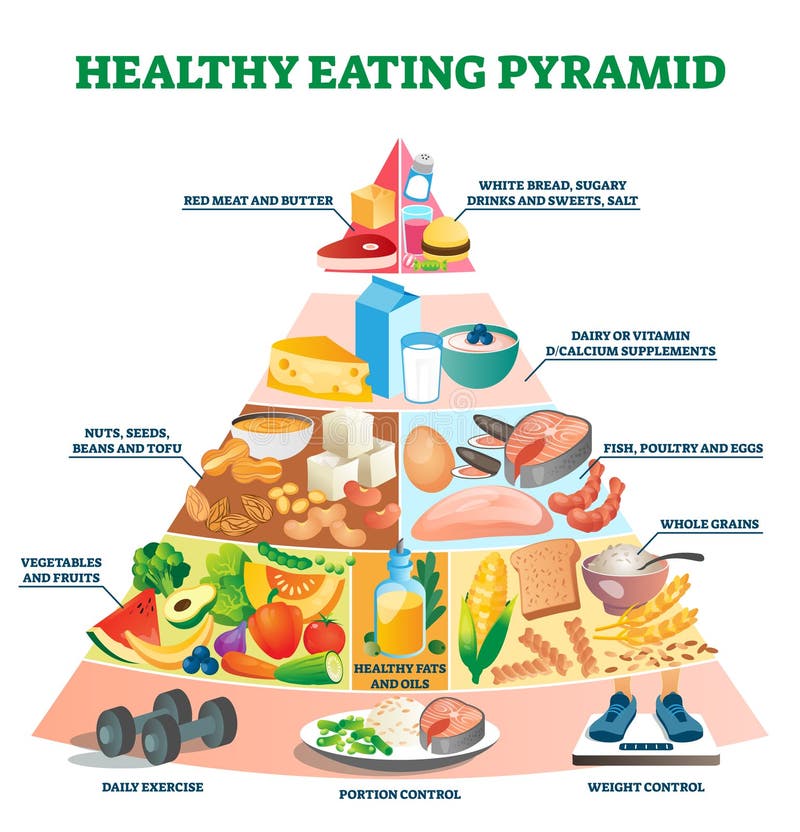 HEALTHY EATING PYRAMID
RED MEAT AND BUTTER
WHITE BREAD, SUGARY
DRINKS AND SWEETS, SALT
DAIRY OR VITAMIN
D/CALCIUM SUPPLEMENTS
NUTS, SEEDS,
BEANS AND TOFU
FISH, POULTRY AND EGGS
WHOLE GRAINS
VEGETABLES
AND FRUITS
HEALTHY FATS
AND OILS
DAILY EXERCISE
PORTION CONTROL
WEIGHT CONTROL